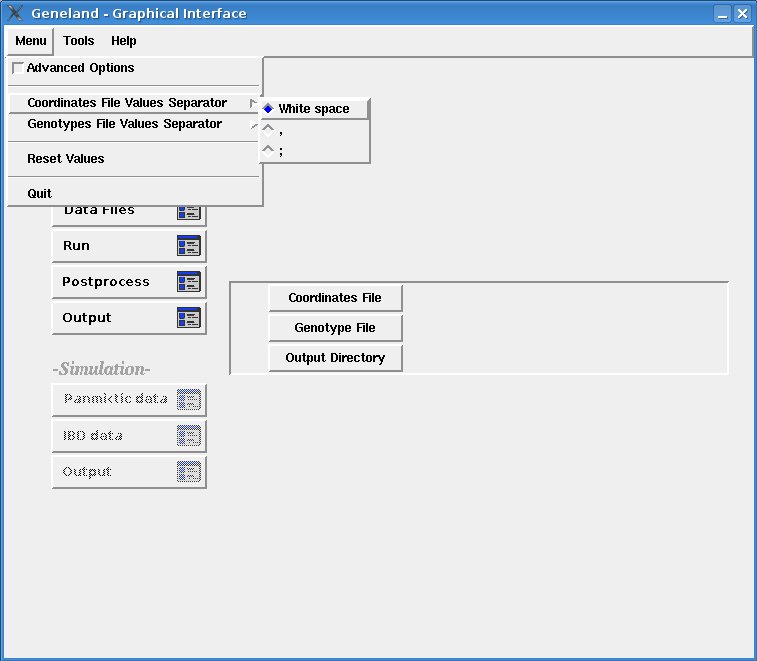 Geneland - Graphical Interface
Menu Tools Help
Advanced Options
Coordinates File Values Separator
White space
,
;
Genotypes File Values Separator
Reset Values
Quit
Data Files
Run
Postprocess
Output
-Simulation-
Panmictic data
IBD data
Output
Coordinates File
Genotype File
Output Directory